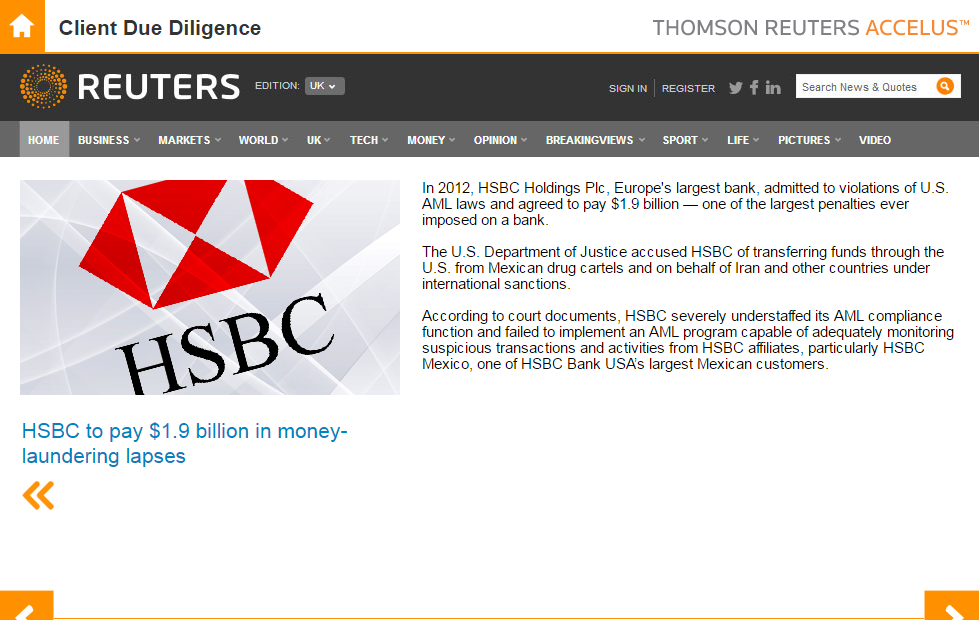 Client Due Diligence
THOMSON REUTERS ACCELUS™
REUTERS
EDITION:
UK
SIGN IN
REGISTER
Search News & Quotes
HOME
BUSINESS
MARKETS
WORLD
UK
TECH
MONEY
OPINION
BREAKINGVIEWS
SPORT
LIFE
PICTURES
VIDEO
HSBC
HSBC to pay $1.9 billion in money-
laundering lapses
In 2012, HSBC Holdings Plc, Europe's largest bank, admitted to violations of U.S.
AML laws and agreed to pay $1.9 billion — one of the largest penalties ever
imposed on a bank.
The U.S. Department of Justice accused HSBC of transferring funds through the
U.S. from Mexican drug cartels and on behalf of Iran and other countries under
international sanctions.
According to court documents, HSBC severely understaffed its AML compliance
function and failed to implement an AML program capable of adequately monitoring
suspicious transactions and activities from HSBC affiliates, particularly HSBC
Mexico, one of HSBC Bank USA's largest Mexican customers.